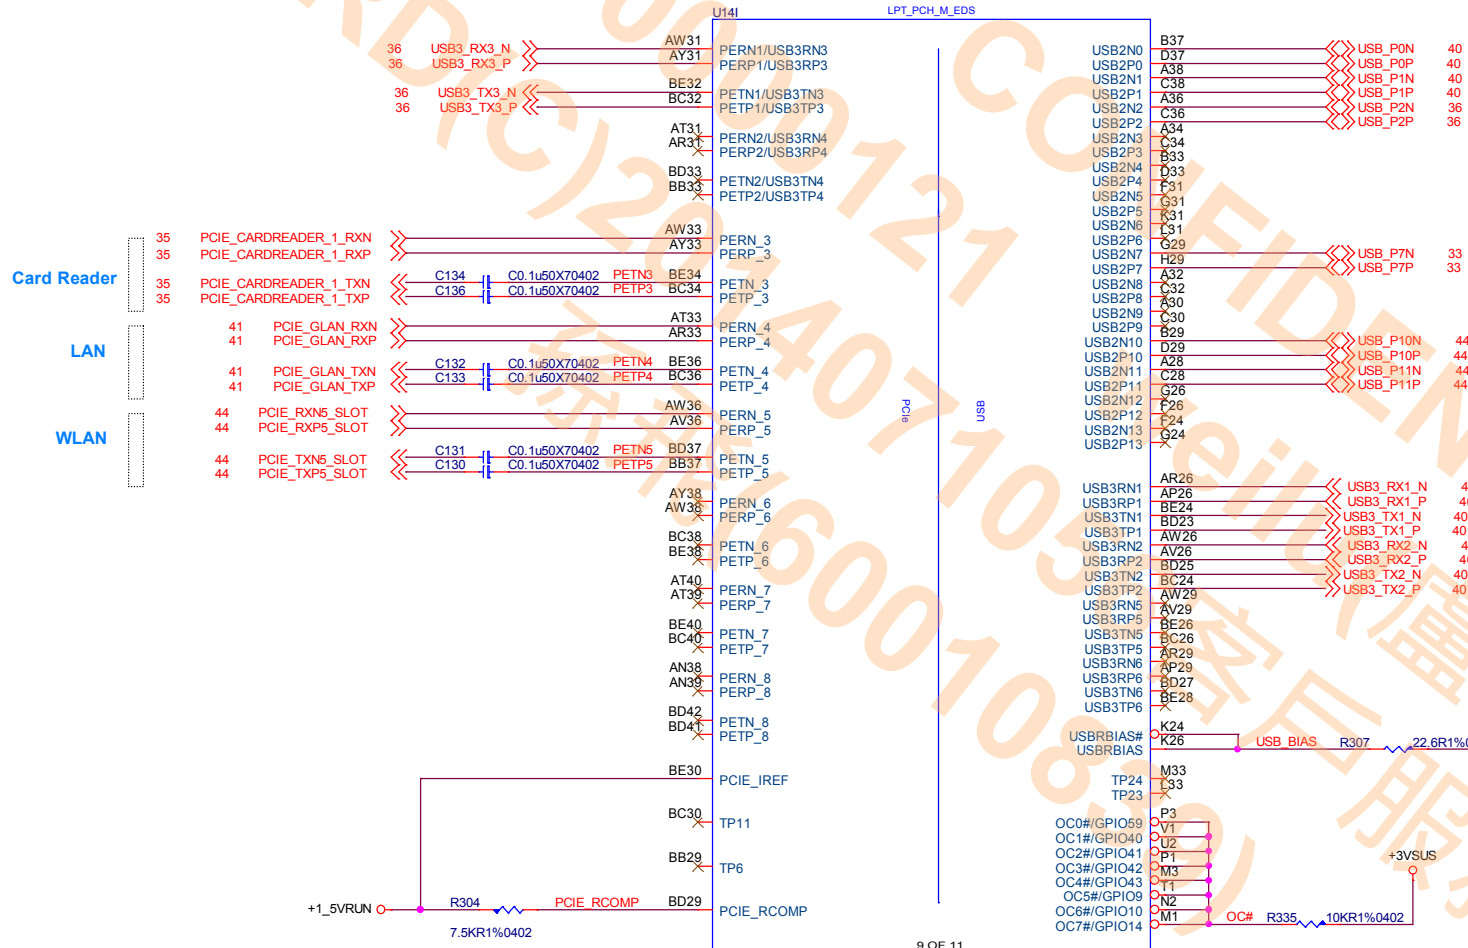 U14I
LPT_PCH_M_EDS
36 USB3_RX3_N AW31 PERN1/USB3RN3
36 USB3_RX3_P AY31 PERP1/USB3RP3
36 USB3_TX3_N BE32 PETN1/USB3TN3
36 USB3_TX3_P BC32 PETP1/USB3TP3
AT31 PERN2/USB3RN4
AR31 PERP2/USB3RP4
BD33 PETN2/USB3TN4
BB33 PETP2/USB3TP4
Card Reader
35 PCIE_CARDREADER_1_RXN AW33 PERN_3
35 PCIE_CARDREADER_1_RXP AY33 PERP_3
35 PCIE_CARDREADER_1_TXN C134 C0.1u50X70402 PETN3 BE34 PETN_3
35 PCIE_CARDREADER_1_TXP C136 C0.1u50X70402 PETP3 BC34 PETP_3
LAN
41 PCIE_GLAN_RXN AT33 PERN_4
41 PCIE_GLAN_RXP AR33 PERP_4
41 PCIE_GLAN_TXN C132 C0.1u50X70402 PETN4 BE36 PETN_4
41 PCIE_GLAN_TXP C133 C0.1u50X70402 PETP4 BC36 PETP_4
WLAN
44 PCIE_RXN5_SLOT AW36 PERN_5
44 PCIE_RXP5_SLOT AV36 PERP_5
44 PCIE_TXN5_SLOT C131 C0.1u50X70402 PETN5 BD37 PETN_5
44 PCIE_TXP5_SLOT C130 C0.1u50X70402 PETP5 BB37 PETP_5
AY38 PERN_6
AW38 PERP_6
BC38 PETN_6
BE38 PETP_6
AT40 PERN_7
AT39 PERP_7
BE40 PETN_7
BC40 PETP_7
AN38 PERN_8
AN39 PERP_8
BD42 PETN_8
BD41 PETP_8
BE30 PCIE_IREF
BC30 TP11
BB29 TP6
+1_5VRUN R304 PCIE_RCOMP BD29 PCIE_RCOMP
7.5KR1%0402
PCIe
USB
USB2N0 B37 USB_P0N 40
USB2P0 D37 USB_P0P 40
USB2N1 A38 USB_P1N 40
USB2P1 C38 USB_P1P 40
USB2N2 A36 USB_P2N 36
USB2P2 C36 USB_P2P 36
USB2N3 A34
USB2P3 C34
USB2N4 B33
USB2P4 D33
USB2N5 F31
USB2P5 G31
USB2N6 K31
USB2P6 L31
USB2N7 G29 USB_P7N 33
USB2P7 H29 USB_P7P 33
USB2N8 A32
USB2P8 C32
USB2N9 A30
USB2P9 C30
USB2N10 B29 USB_P10N 44
USB2P10 D29 USB_P10P 44
USB2N11 A28 USB_P11N 44
USB2P11 C28 USB_P11P 44
USB2N12 G26
USB2P12 F26
USB2N13 F24
USB2P13 G24
USB3RN1 AR26 USB3_RX1_N 4
USB3RP1 AP26 USB3_RX1_P 4
USB3TN1 BE24 USB3_TX1_N 40
USB3TP1 BD23 USB3_TX1_P 40
USB3RN2 AW26 USB3_RX2_N 4
USB3RP2 AV26 USB3_RX2_P 4
USB3TN2 BD25 USB3_TX2_N 40
USB3TP2 BC24 USB3_TX2_P 40
USB3RN5 AW29
USB3RP5 AV29
USB3TN5 BE26
USB3TP5 BC26
USB3RN6 AR29
USB3RP6 AP29
USB3TN6 BD27
USB3TP6 BE28
USBRBIAS# K24
USBRBIAS K26 USB_BIAS R307 22.6R1%0
TP24 M33
TP23 L33
OC0#/GPIO59 P3
OC1#/GPIO40 V1
OC2#/GPIO41 U2
OC3#/GPIO42 P1
OC4#/GPIO43 M3
OC5#/GPIO9 T1
OC6#/GPIO10 N2
OC7#/GPIO14 M1 OC# R335 10KR1%0402
+3VSUS
9 OF 11